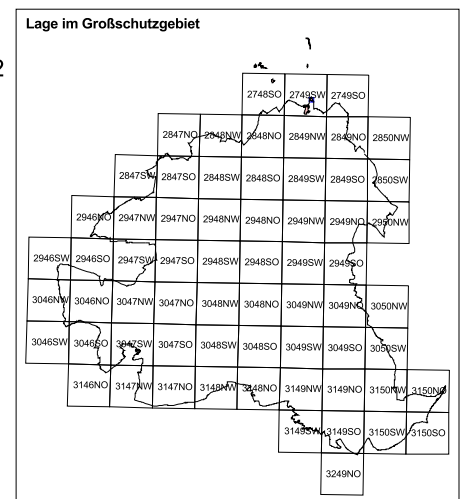 Lage im Großschutzgebiet
2
2748SO 2749SW 2749SO
2847NO 2848NW 2848NO 2849NW 2849NO 2850NW
2847SW 2847SO 2848SW 2848SO 2849SW 2849SO 2850SW
2946NO 2947NW 2947NO 2948NW 2948NO 2949NW 2949NO 2950NW
2946SW 2946SO 2947SW 2947SO 2948SW 2948SO 2949SW 2949SO
3046NW 3046NO 3047NW 3047NO 3048NW 3048NO 3049NW 3049NO 3050NW
3046SW 3046SO 3047SW 3047SO 3048SW 3048SO 3049SW 3049SO 3050SW
3146NO 3147NW 3147NO 3148NW 3148NO 3149NW 3149NO 3150NW 3150NO
3149SW 3149SO 3150SW 3150SO
3249NO